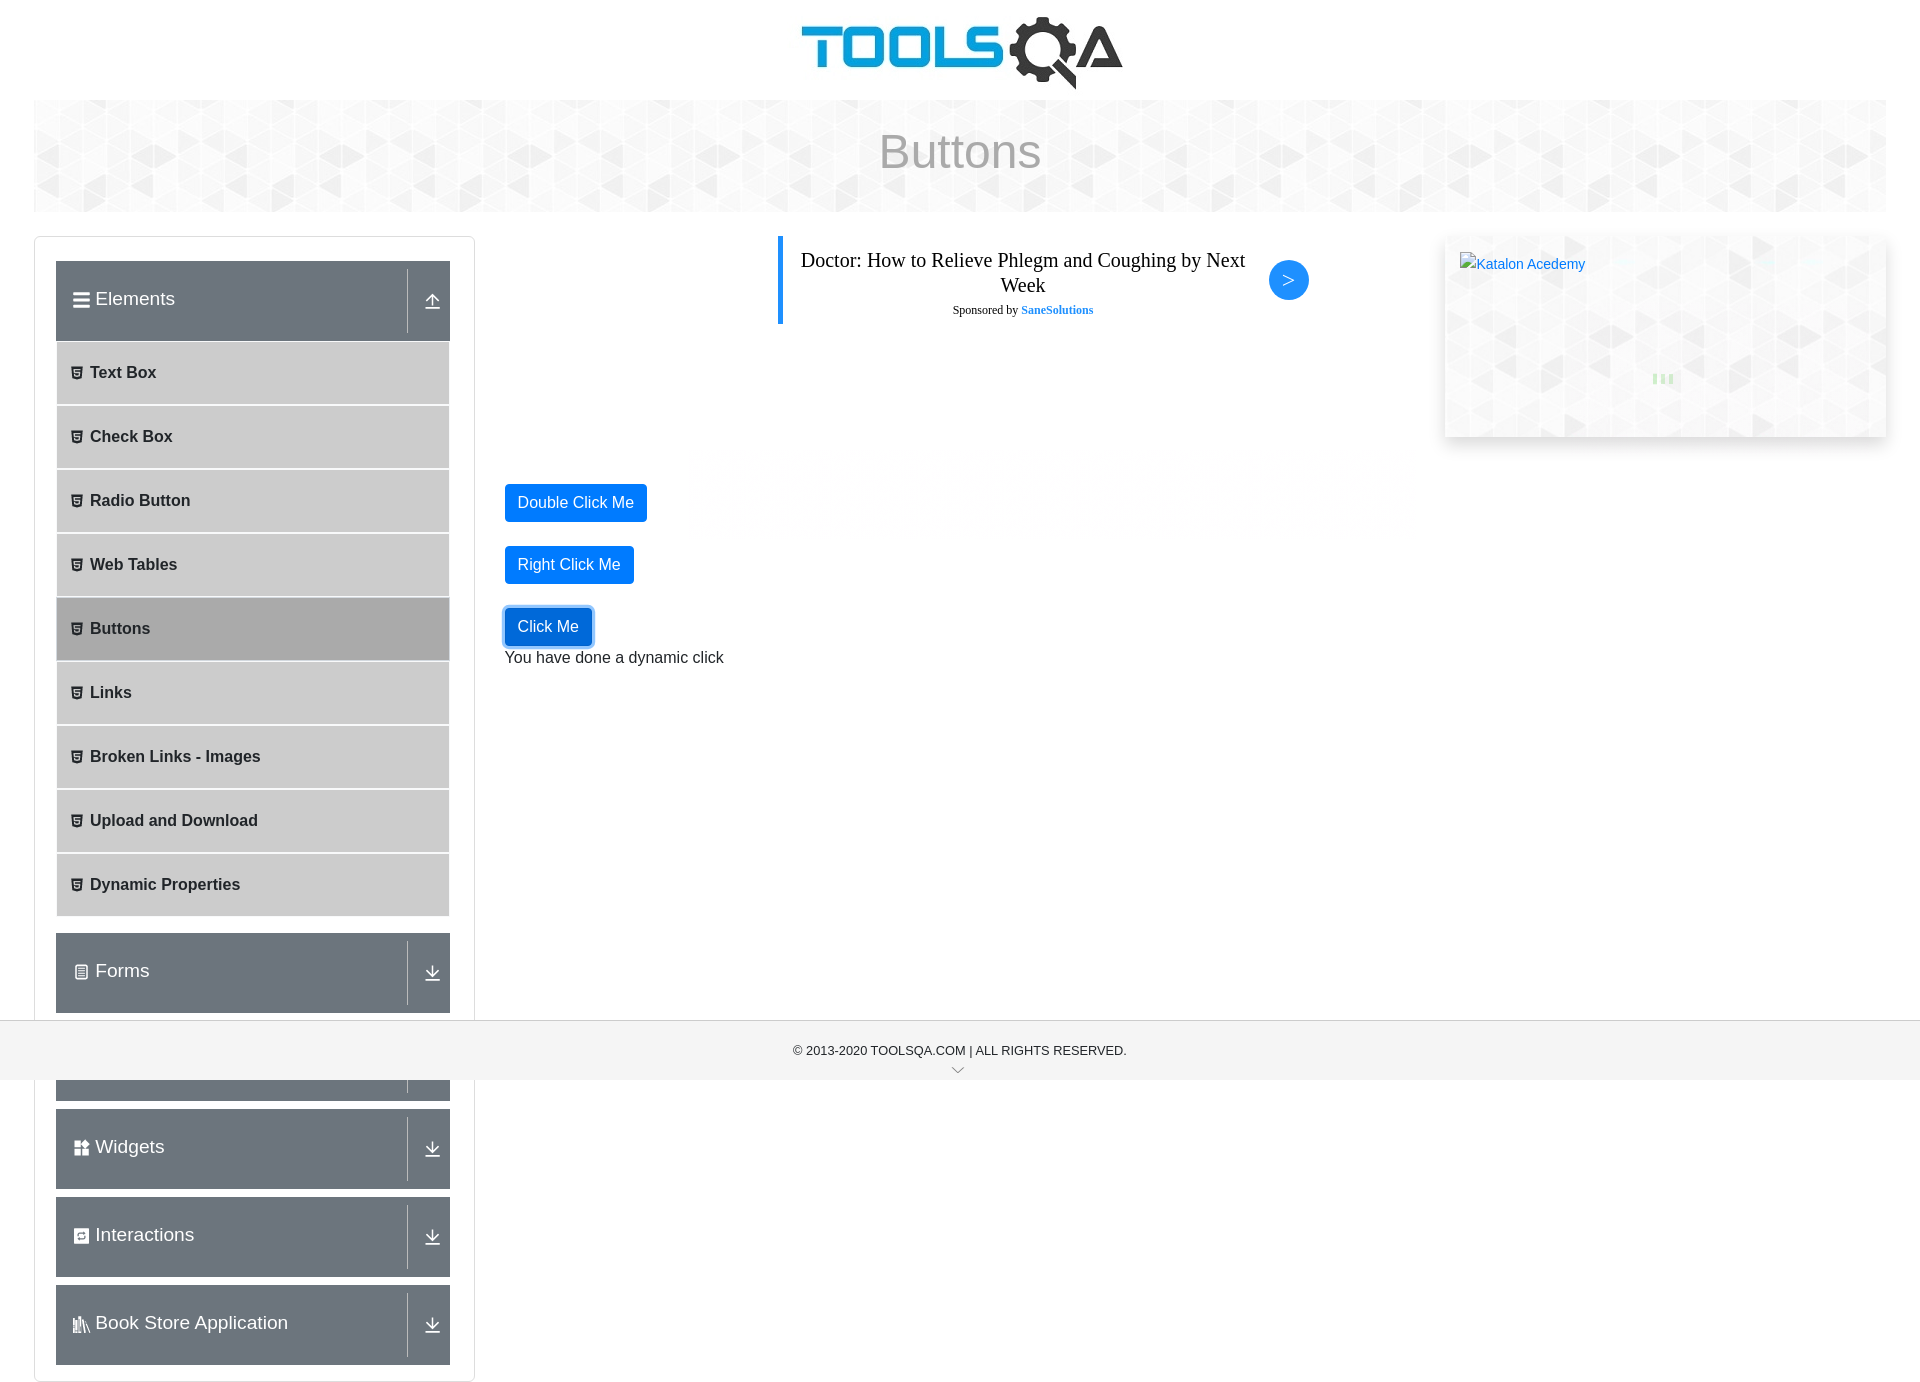 TOOLSQA
Buttons
Elements
Text Box
Check Box
Radio Button
Web Tables
Buttons
Links
Broken Links - Images
Upload and Download
Dynamic Properties
Forms
Widgets
Interactions
Book Store Application
Doctor: How to Relieve Phlegm and Coughing by Next
Week
Sponsored by SaneSolutions
>
Double Click Me
Right Click Me
Click Me
You have done a dynamic click
Katalon Acedemy
© 2013-2020 TOOLSQA.COM | ALL RIGHTS RESERVED.